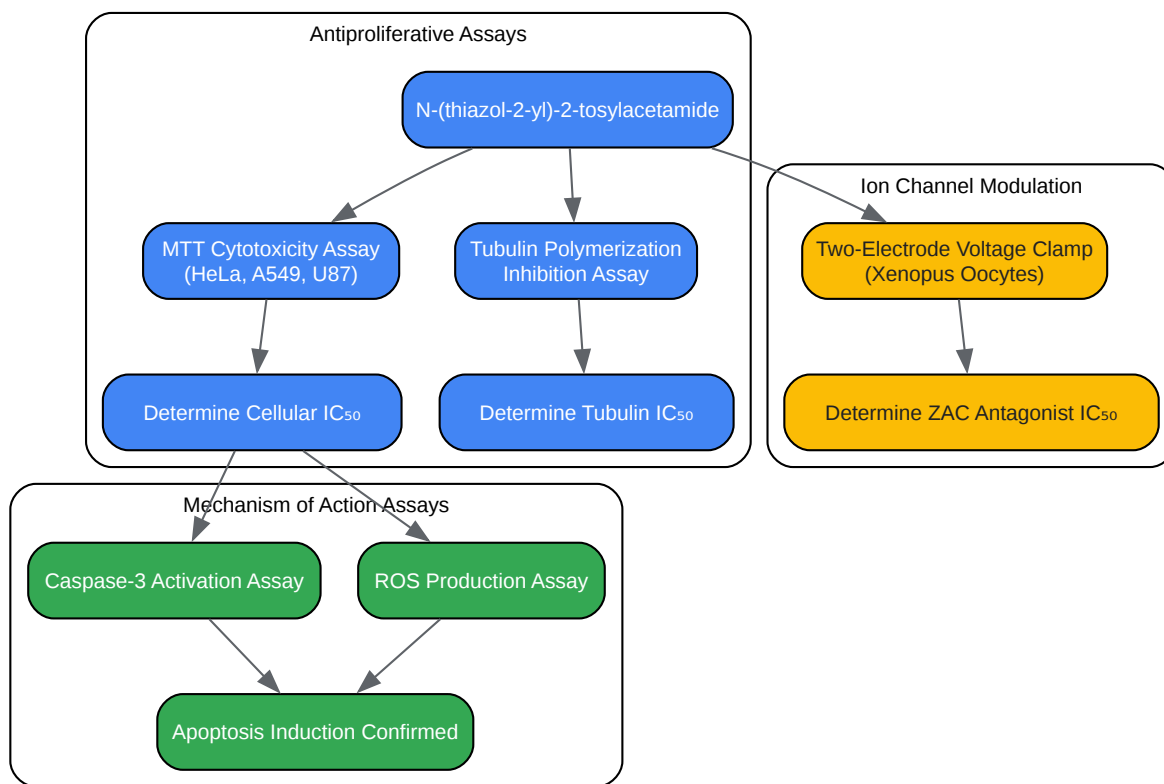 Antiproliferative Assays
N-(thiazol-2-yl)-2-tosylacetamide
Ion Channel Modulation
MTT Cytotoxicity Assay
(HeLa, A549, U87)
Tubulin Polymerization
Inhibition Assay
Two-Electrode Voltage Clamp
(Xenopus Oocytes)
Determine Cellular IC₅₀
Determine Tubulin IC₅₀
Determine ZAC Antagonist IC₅₀
Mechanism of Action Assays
Caspase-3 Activation Assay
ROS Production Assay
Apoptosis Induction Confirmed